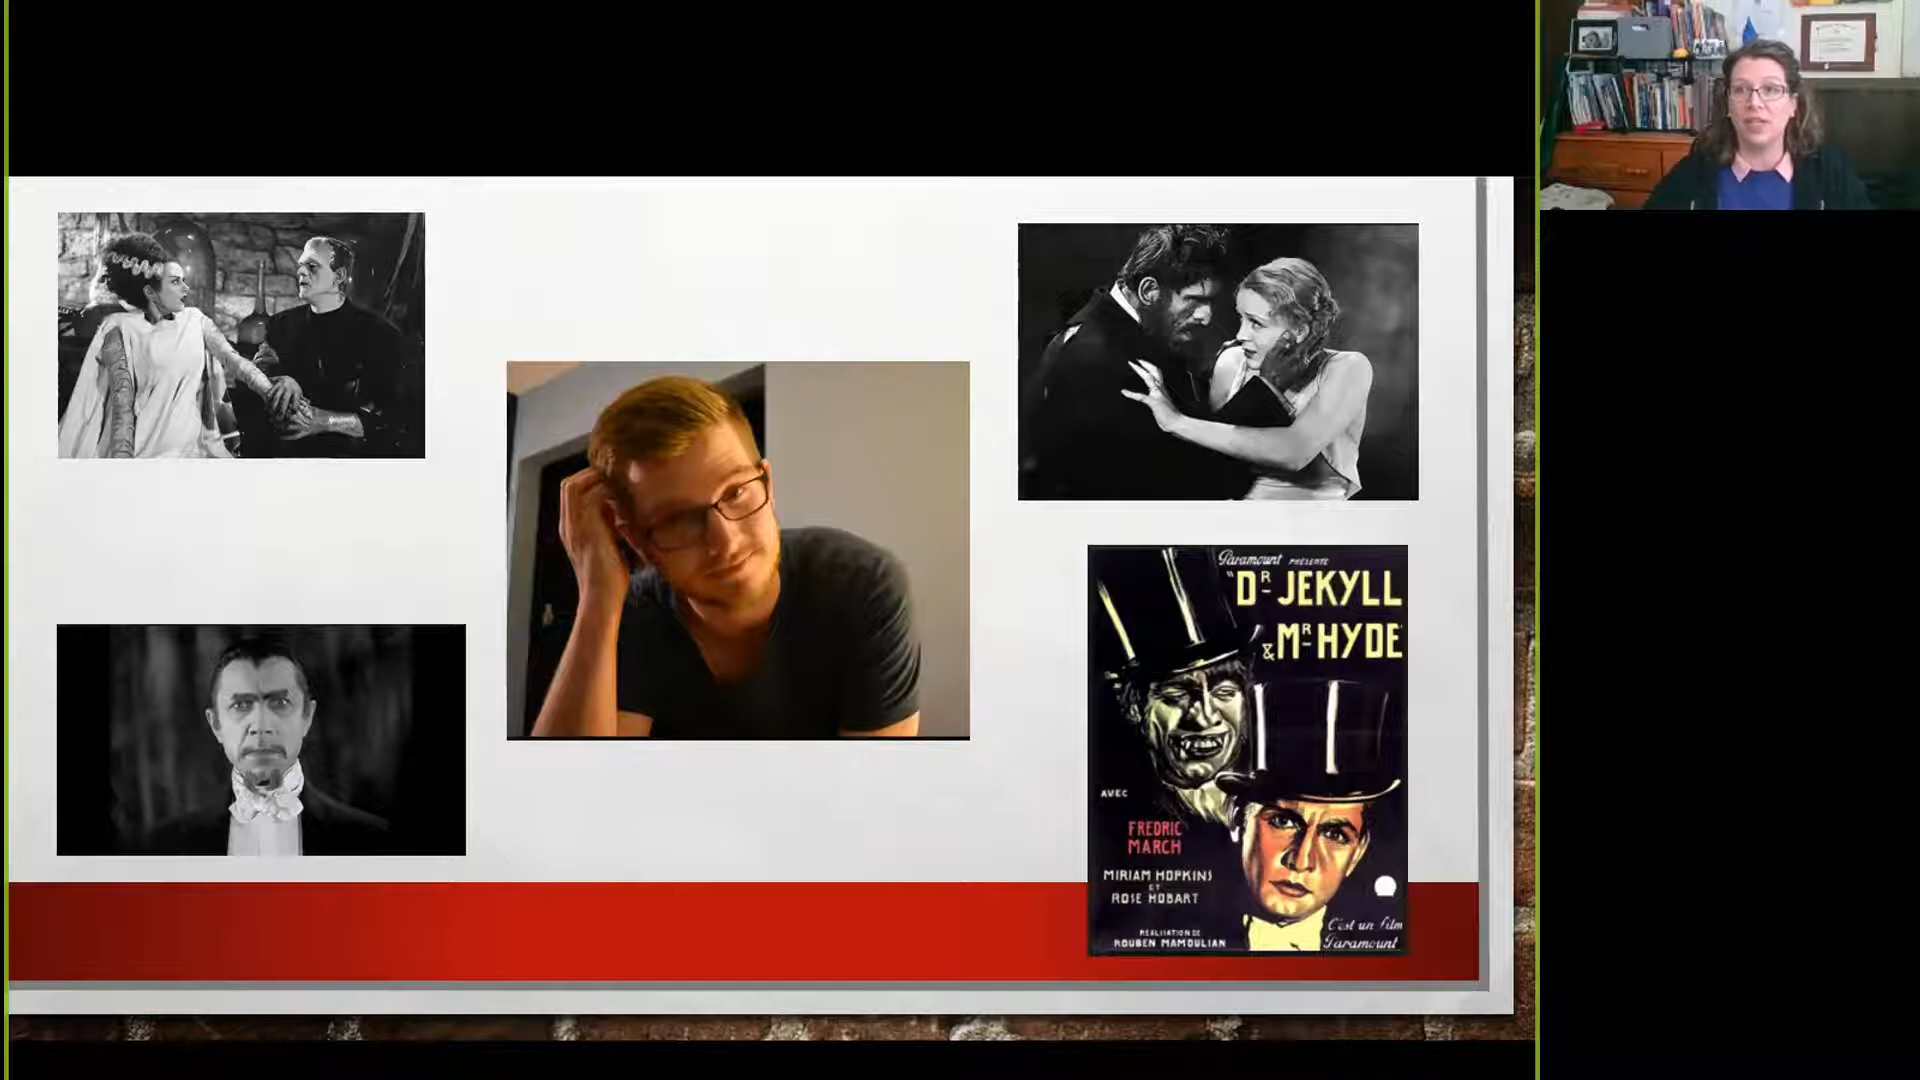 Paramount PRÉSENTE
"DR JEKYLL
& MR HYDE
AVEC
FREDRIC
MARCH
MIRIAM HOPKINS
ET
ROSE HOBART
RÉALISATION DE
ROUBEN MAMOULIAN
C'est un film
Paramount